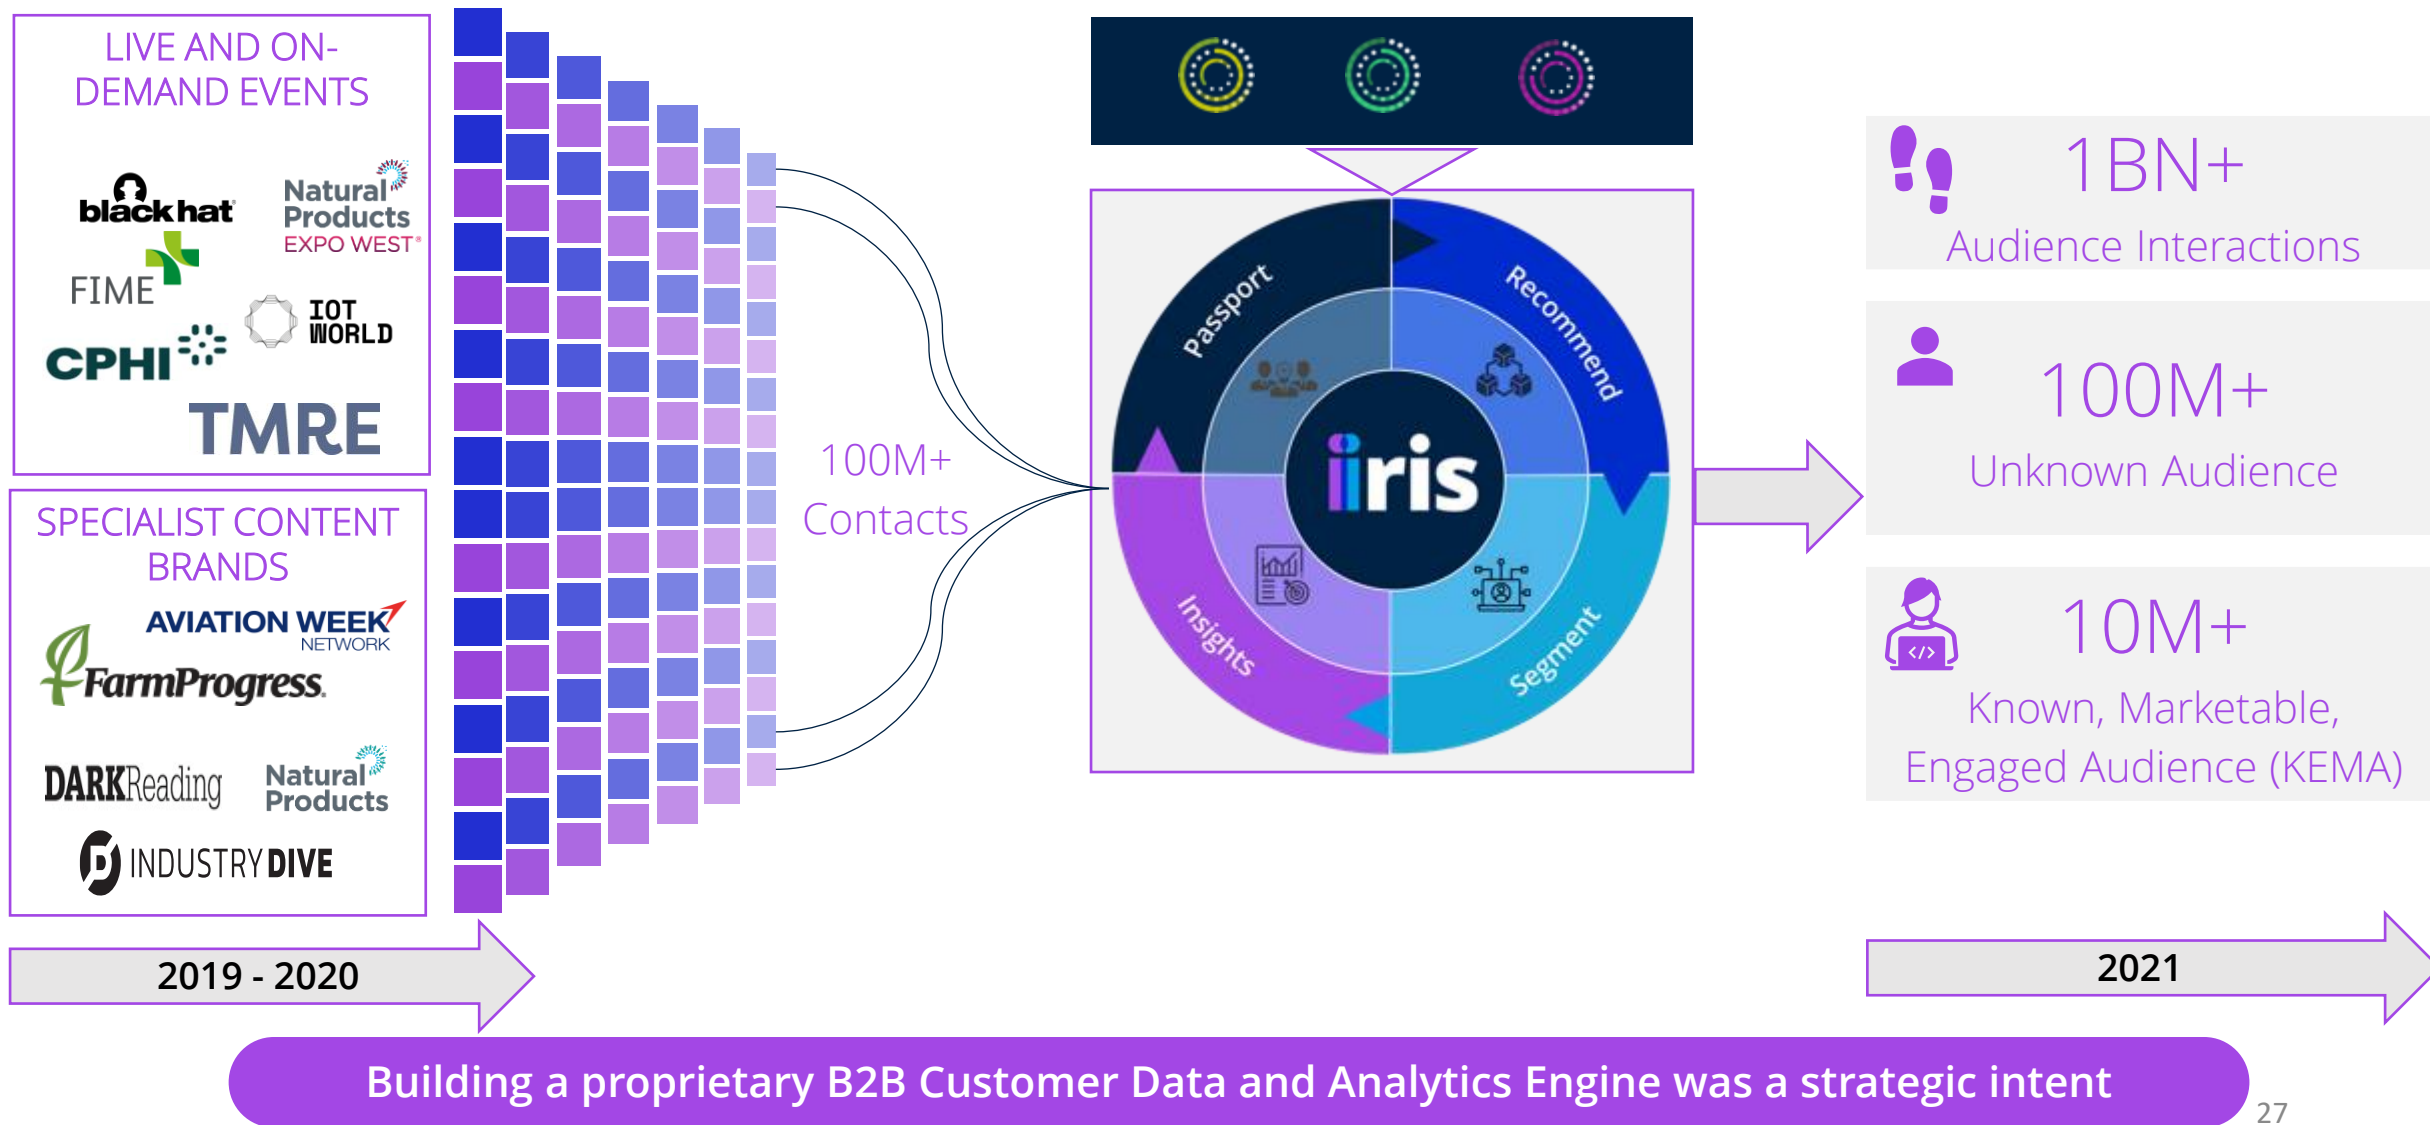 LIVE AND ON-
DEMAND EVENTS
black hat
Natural
Products
EXPO WEST®
FIME
IOT
WORLD
CPHI
TMRE
SPECIALIST CONTENT
BRANDS
AVIATION WEEK
NETWORK
FarmProgress.
DARKReading
Natural
Products
INDUSTRY DIVE
2019 - 2020
100M+
Contacts
Passport
Recommend
iiris
Insights
Segment
1BN+
Audience Interactions
100M+
Unknown Audience
</>
10M+
Known, Marketable,
Engaged Audience (KEMA)
2021
Building a proprietary B2B Customer Data and Analytics Engine was a strategic intent
27